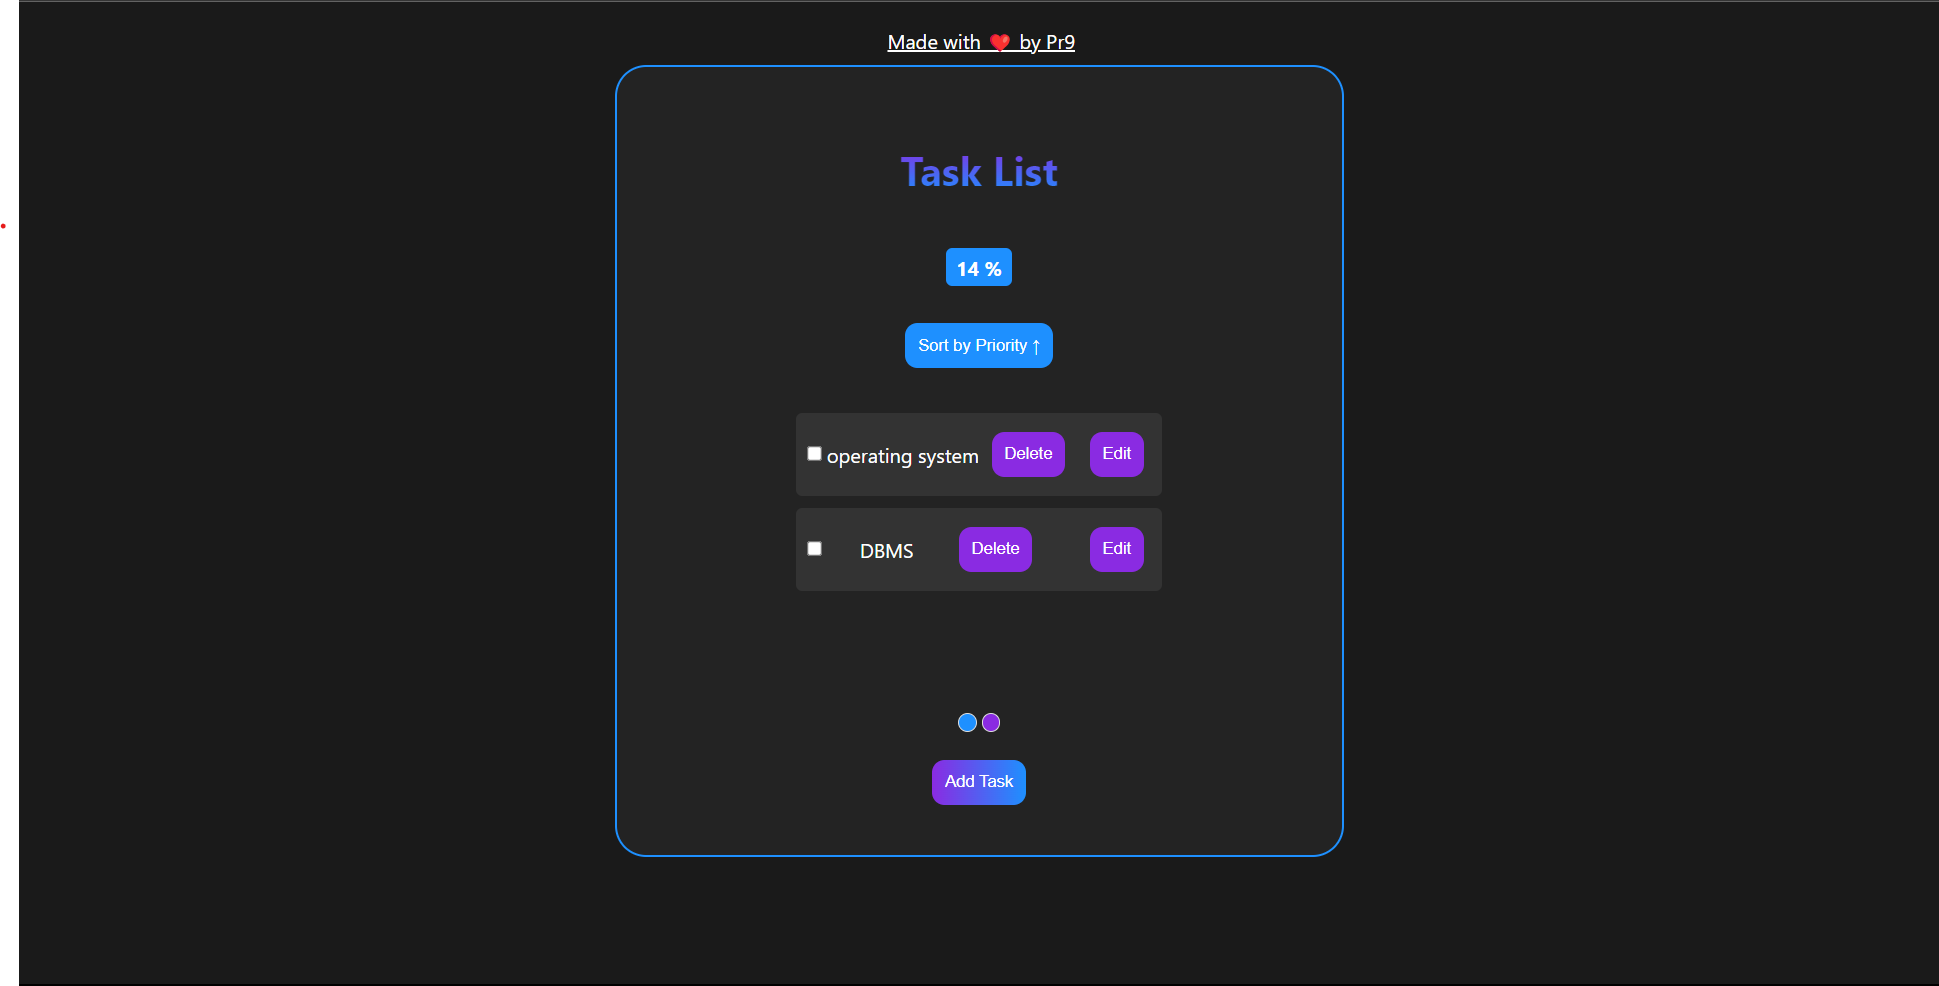 Made with ❤️ by Pr9
Task List
14 %
Sort by Priority ↑
operating system Delete Edit
DBMS Delete Edit
Add Task